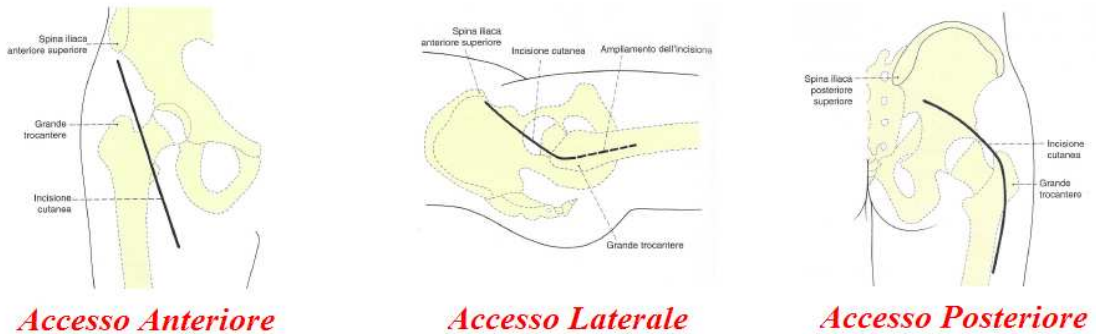 Spina iliaca
anteriore superiore
Grande
trocantere
Incisione
cutanea
Accesso Anteriore
Spina iliaca
anteriore superiore
Incisione cutanea
Ampliamento dell'incisione
Grande trocantere
Accesso Laterale
Spina iliaca
posteriore
superiore
Incisione
cutanea
Grande
trocantere
Accesso Posteriore